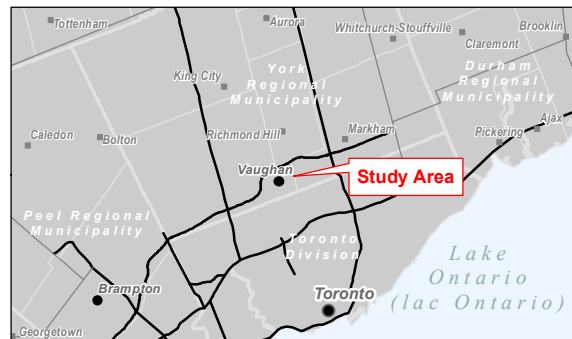 Tottenham
Aurora
Whitchurch-Stouffville
Brooklin
Claremont
King City
York
Regional
Municipality
Durham
Regional
Municipality
Caledon
Bolton
Richmond Hill
Markham
Pickering
Ajax
Vaughan
Study Area
Peel Regional
Municipality
Toronto
Division
Lake
Ontario
(lac Ontario)
Brampton
Toronto
Georgetown